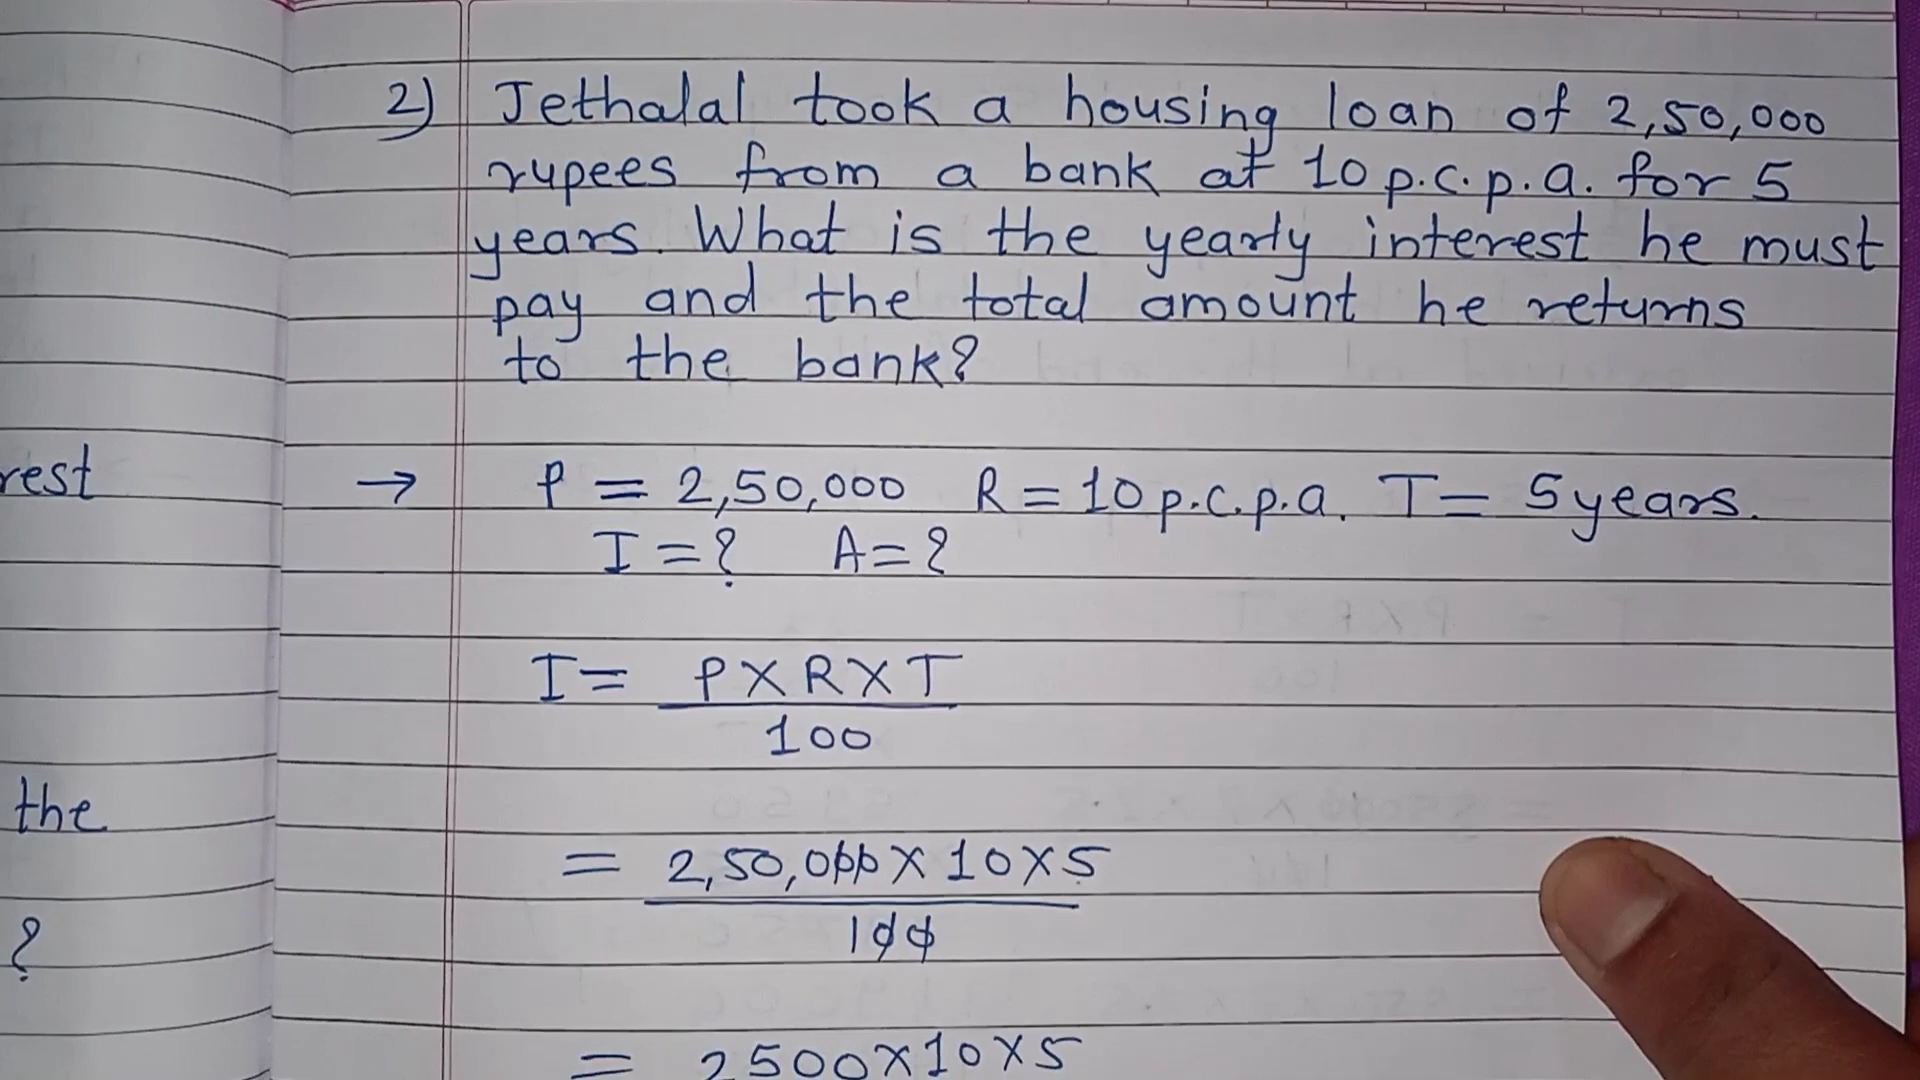 rest
the
?
2) Jethalal took a housing loan of 2,50,000
rupees from a bank at 10 p.c.p.a. for 5
years. What is the yearly interest he must
pay and the total amount he returns
to the bank?
→ P = 2,50,000 R = 10 p.c.p.a. T = 5 years.
I = ? A = ?
I = P X R X T
100
= 2,50,000 X 10 X 5
100
= 2500 X 10 X 5